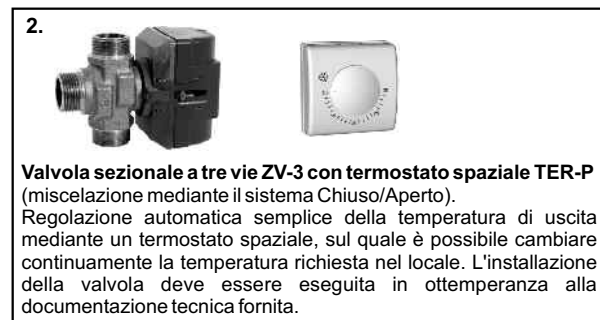 2.
Valvola sezionale a tre vie ZV-3 con termostato spaziale TER-P
(miscelazione mediante il sistema Chiuso/Aperto).
Regolazione automatica semplice della temperatura di uscita
mediante un termostato spaziale, sul quale è possibile cambiare
continuamente la temperatura richiesta nel locale. L'installazione
della valvola deve essere eseguita in ottemperanza alla
documentazione tecnica fornita.